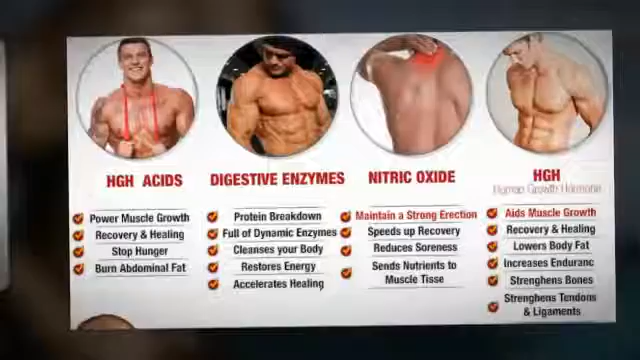 HGH ACIDS
Power Muscle Growth
Recovery & Healing
Stop Hunger
Burn Abdominal Fat
DIGESTIVE ENZYMES
Protein Breakdown
Full of Dynamic Enzymes
Cleanses your Body
Restores Energy
Accelerates Healing
NITRIC OXIDE
Maintain a Strong Erection
Speeds up Recovery
Reduces Soreness
Sends Nutrients to
Muscle Tisse
HGH
Human Growth Hormone
Aids Muscle Growth
Recovery & Healing
Lowers Body Fat
Increases Enduranc
Strenghens Bones
Strenghens Tendons
& Ligaments